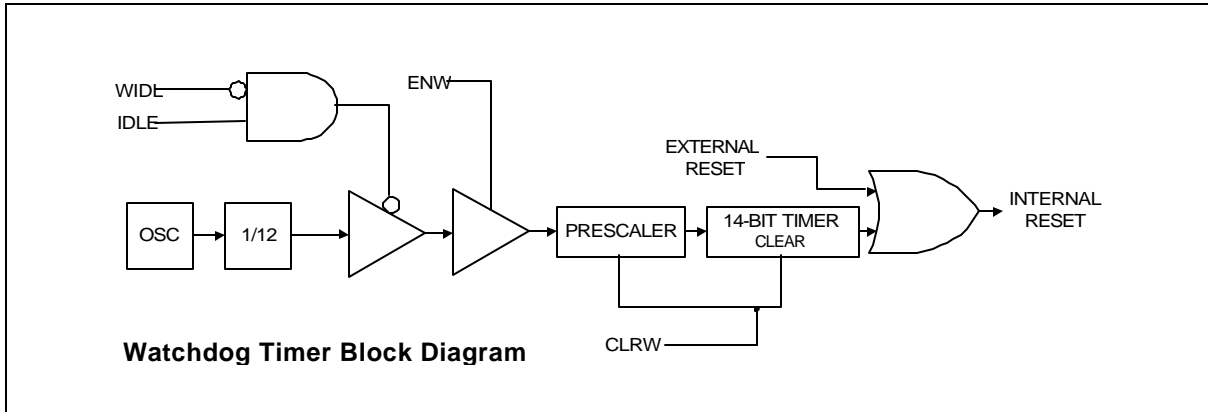 WIDL
IDLE
ENW
EXTERNAL
RESET
INTERNAL
RESET
OSC
1/12
PRESCALER
14-BIT TIMER
CLEAR
CLRW
Watchdog Timer Block Diagram